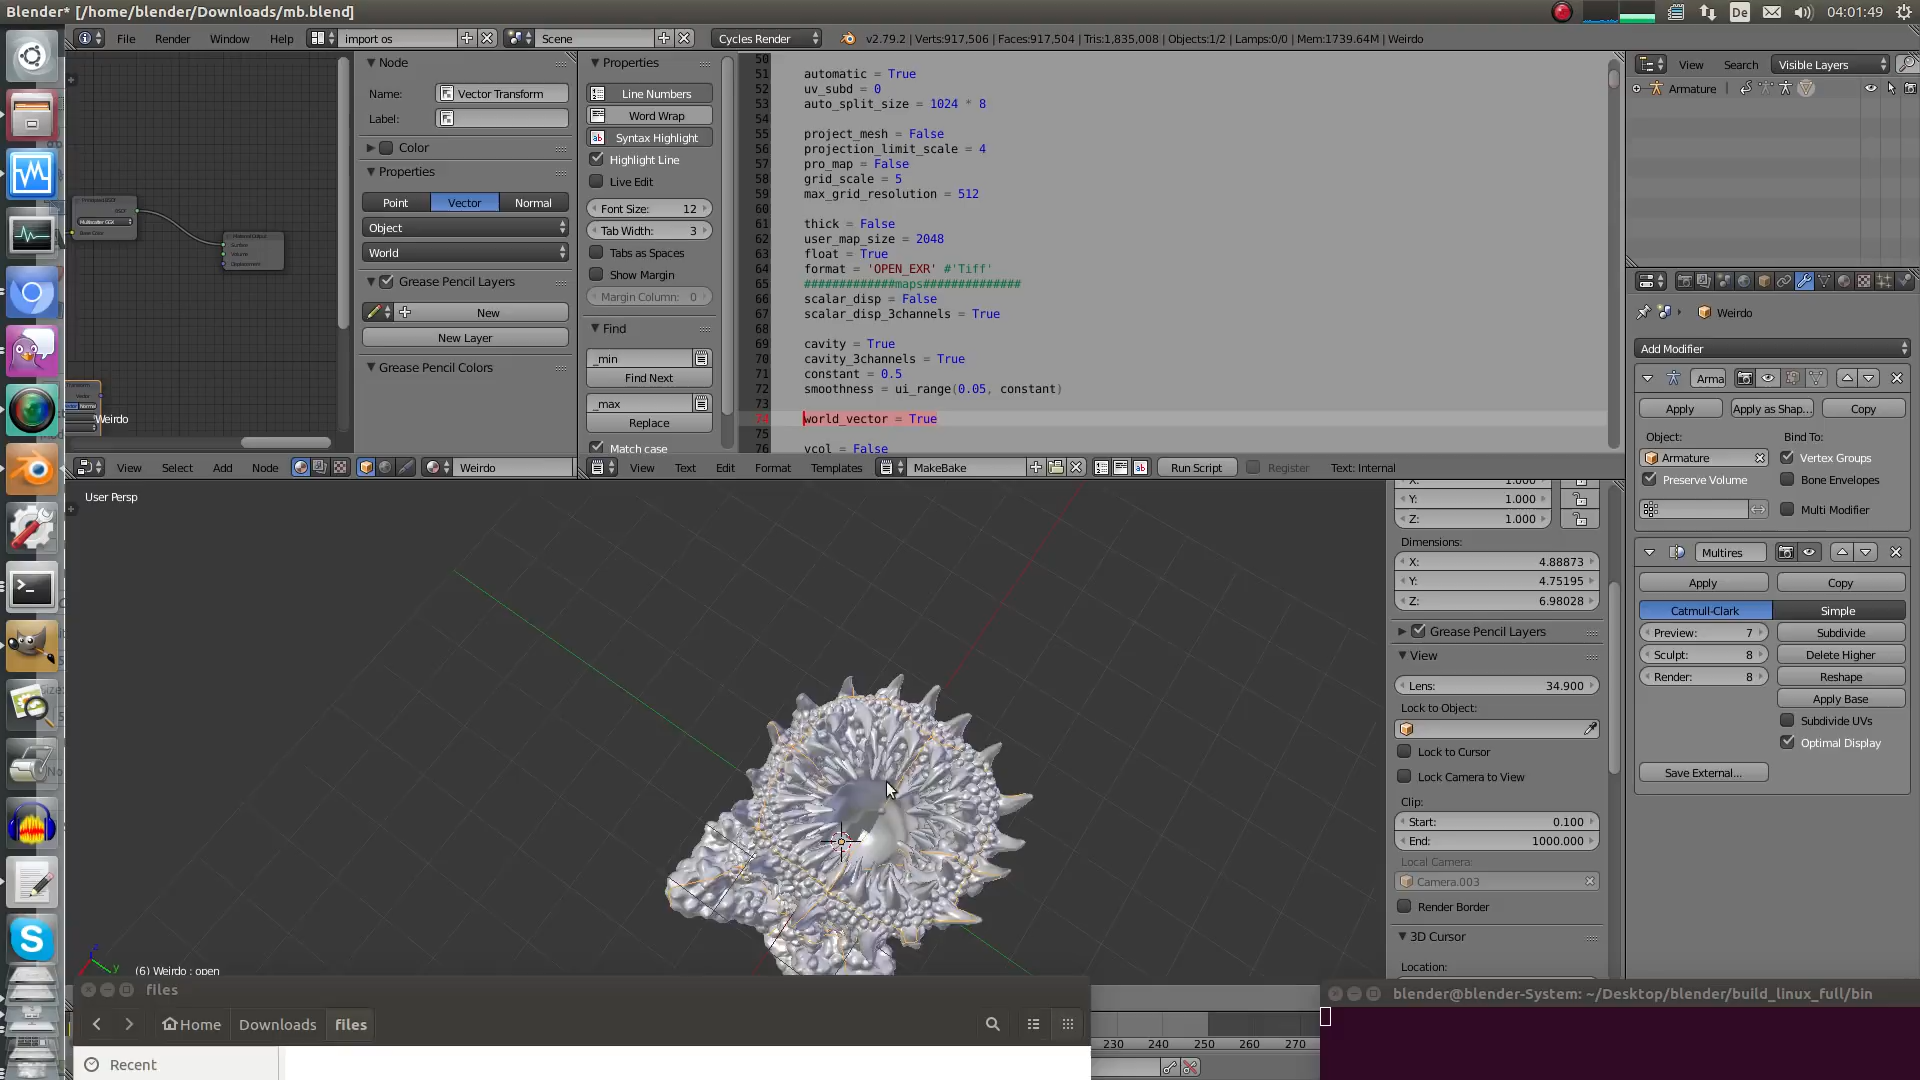 Blender* [/home/blender/Downloads/mb.blend]
De
04:01:49
File Render Window Help
import os
Scene
Cycles Render
v2.79.2 | Verts:917,506 | Faces:917,504 | Tris:1,835,008 | Objects:1/2 | Lamps:0/0 | Mem:1739.64M | Weirdo
Node
Name: Vector Transform
Label:
Color
Properties
Point Vector Normal
Object
World
Grease Pencil Layers
New
New Layer
Grease Pencil Colors
Weirdo
View Select Add Node
Weirdo
Properties
Line Numbers
Word Wrap
Syntax Highlight
Highlight Line
Live Edit
Font Size: 12
Tab Width: 3
Tabs as Spaces
Show Margin
Margin Column: 0
Find
_min
Find Next
_max
Replace
Match case
50
51 automatic = True
52 uv_subd = 0
53 auto_split_size = 1024 * 8
54
55 project_mesh = False
56 projection_limit_scale = 4
57 pro_map = False
58 grid_scale = 5
59 max_grid_resolution = 512
60
61 thick = False
62 user_map_size = 2048
63 float = True
64 format = 'OPEN_EXR' #'Tiff'
65 #############maps##############
66 scalar_disp = False
67 scalar_disp_3channels = True
68
69 cavity = True
70 cavity_3channels = True
71 constant = 0.5
72 smoothness = ui_range(0.05, constant)
73
74 world_vector = True
75
76 vcol = False
View Text Edit Format Templates
MakeBake
Run Script
Register
Text: Internal
View Search Visible Layers
Armature
Weirdo
Add Modifier
Arma
Apply Apply as Shap... Copy
Object: Bind To:
Armature Vertex Groups
Preserve Volume Bone Envelopes
Multi Modifier
Multires
Apply Copy
Catmull-Clark Simple
Preview: 7 Subdivide
Sculpt: 8 Delete Higher
Render: 8 Reshape
Apply Base
Subdivide UVs
Optimal Display
Save External...
User Persp
(6) Weirdo : open
X: 1.000
Y: 1.000
Z: 1.000
Dimensions:
X: 4.88873
Y: 4.75195
Z: 6.98028
Grease Pencil Layers
View
Lens: 34.900
Lock to Object:
Lock to Cursor
Lock Camera to View
Clip:
Start: 0.100
End: 1000.000
Local Camera:
Camera.003
Render Border
3D Cursor
Location:
files
Home Downloads files
Recent
230 240 250 260 270
blender@blender-System: ~/Desktop/blender/build_linux_full/bin